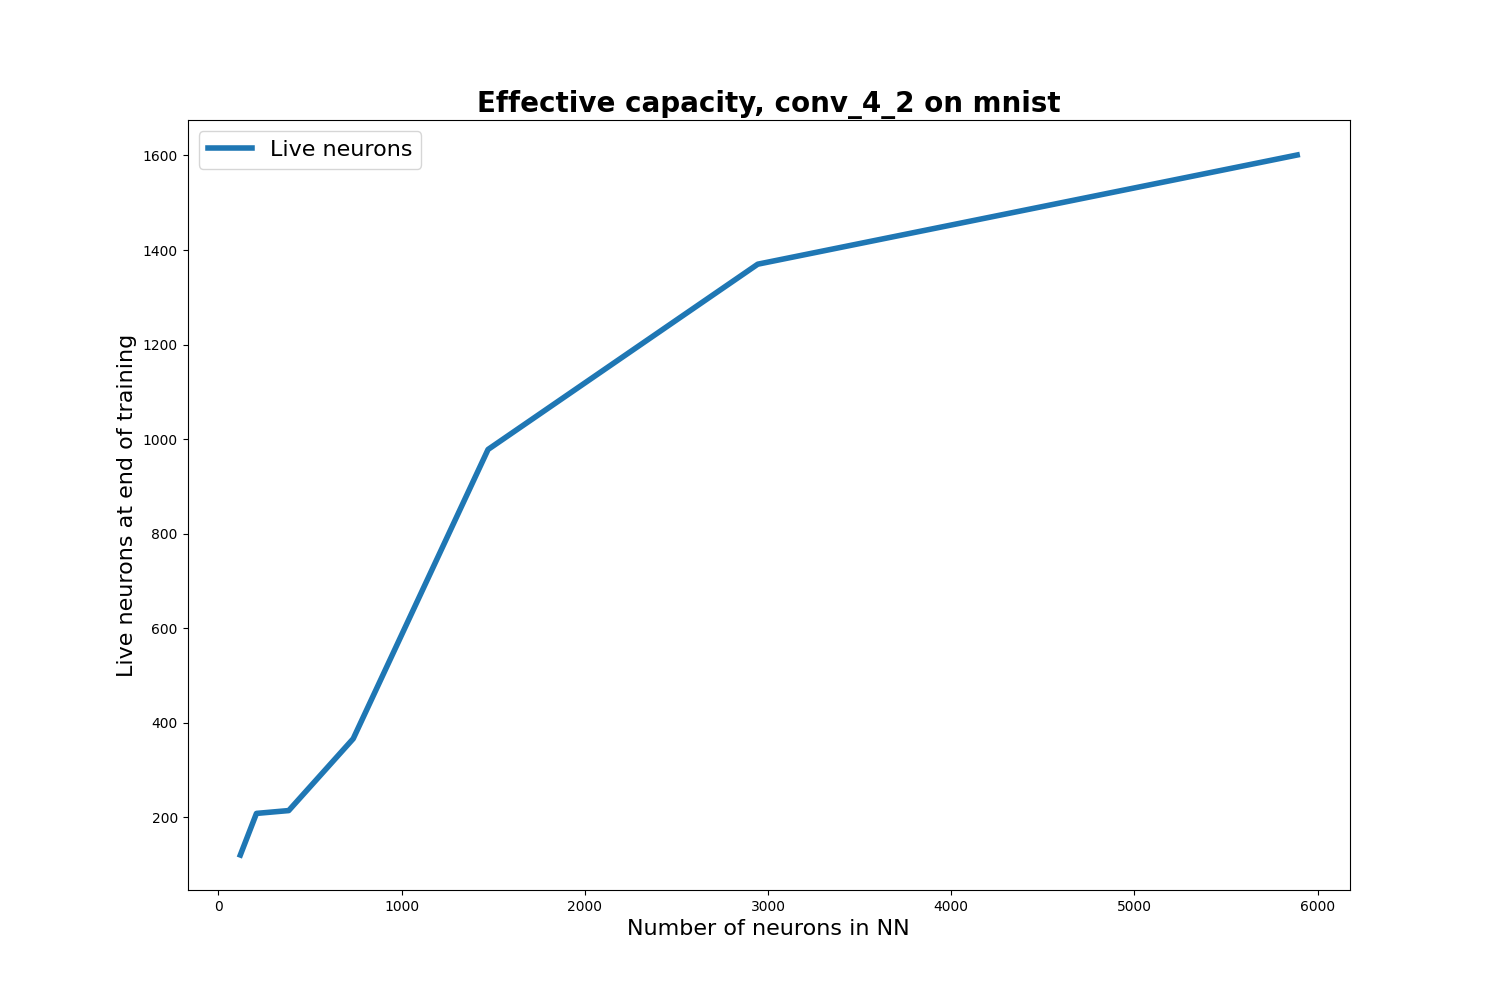 Effective capacity, conv_4_2 on mnist
Live neurons
1600
1400
1200
1000
800
600
400
200
Live neurons at end of training
0 1000 2000 3000 4000 5000 6000
Number of neurons in NN